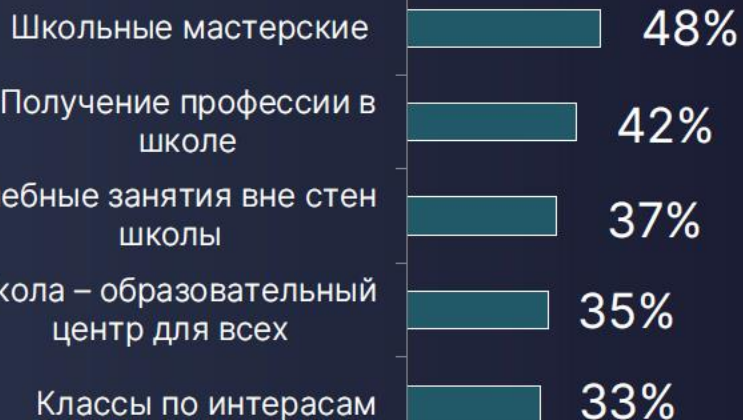 Школьные мастерские 48%
Получение профессии в
школе 42%
ебные занятия вне стен
школы 37%
кола – образовательный
центр для всех 35%
Классы по интерасам 33%